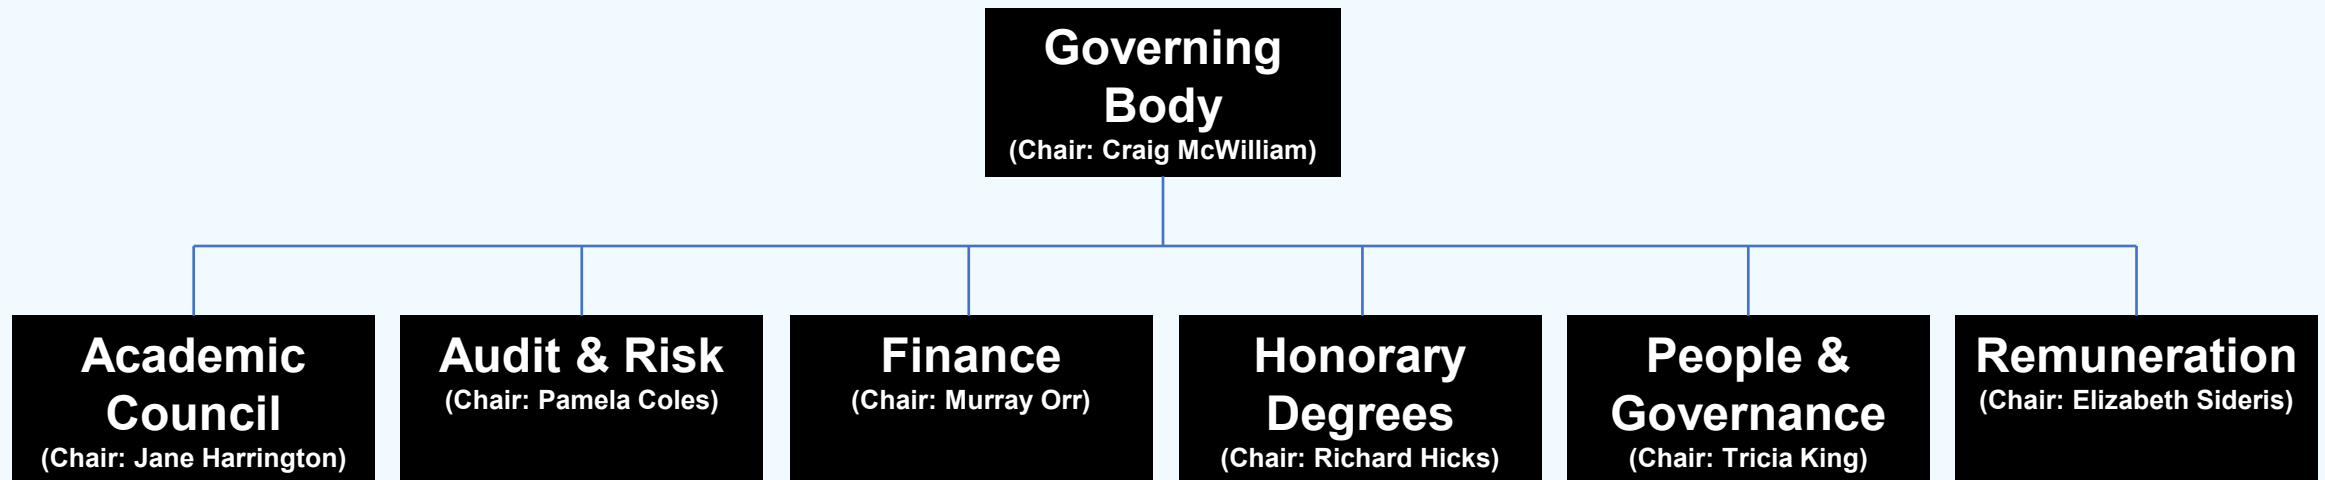 Governing
Body
(Chair: Craig McWilliam)
Academic
Council
(Chair: Jane Harrington)
Audit & Risk
(Chair: Pamela Coles)
Finance
(Chair: Murray Orr)
Honorary
Degrees
(Chair: Richard Hicks)
People &
Governance
(Chair: Tricia King)
Remuneration
(Chair: Elizabeth Sideris)